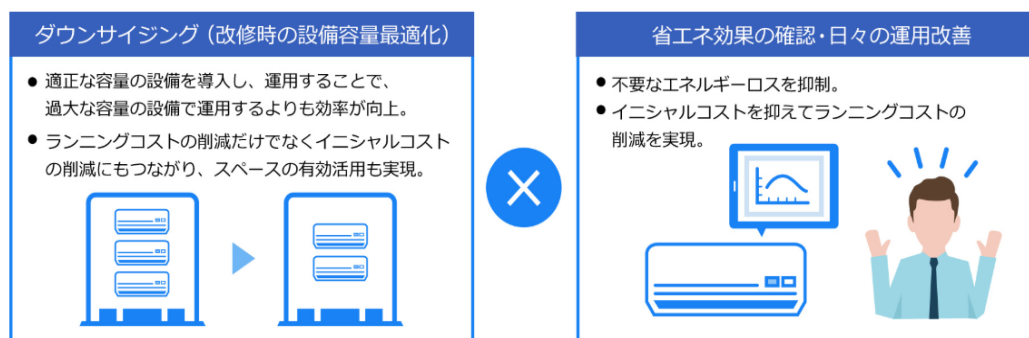 ダウンサイジング（改修時の設備容量最適化）
● 適正な容量の設備を導入し、運用することで、
過大な容量の設備で運用するよりも効率が向上。
● ランニングコストの削減だけでなくイニシャルコスト
の削減にもつながり、スペースの有効活用も実現。
×
省エネ効果の確認・日々の運用改善
● 不要なエネルギーロスを抑制。
● イニシャルコストを抑えてランニングコストの
削減を実現。